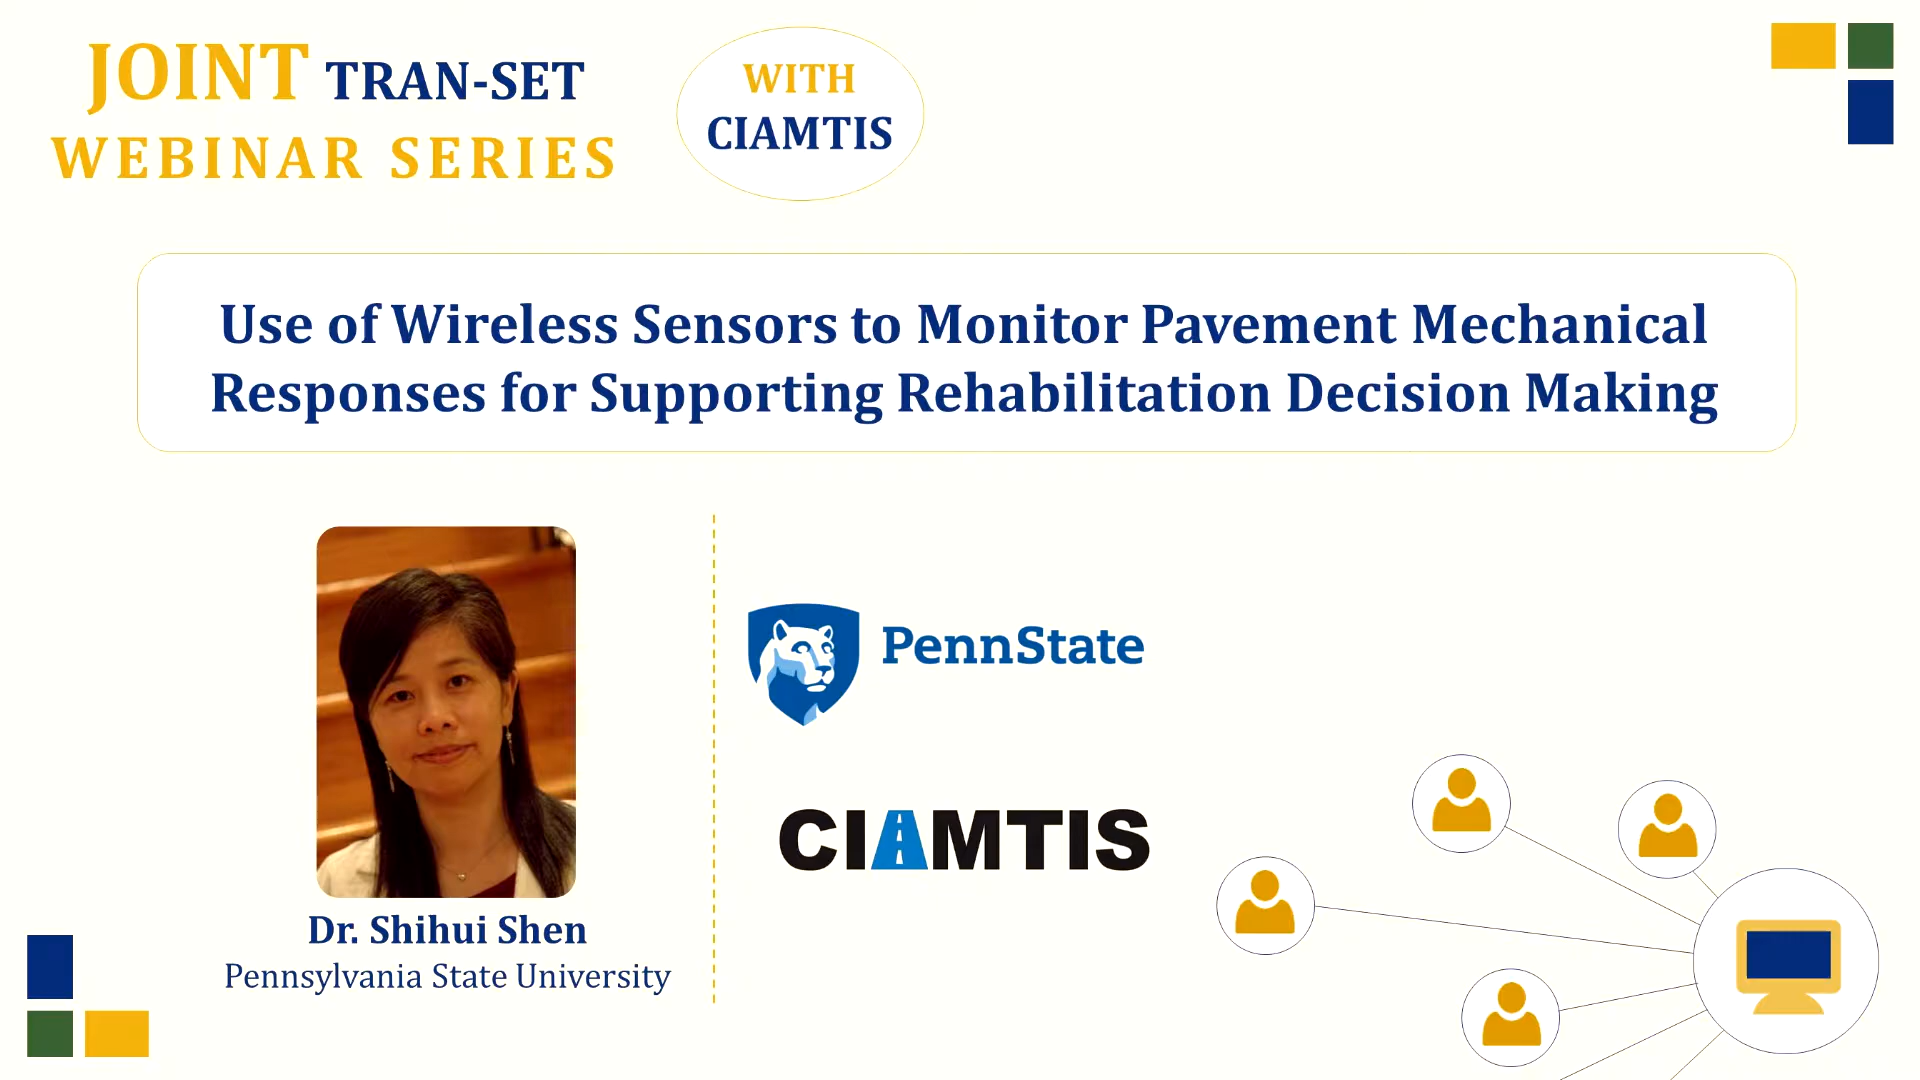 JOINT TRAN-SET
WEBINAR SERIES
WITH
CIAMTIS
Use of Wireless Sensors to Monitor Pavement Mechanical
Responses for Supporting Rehabilitation Decision Making
PennState
CIAMTIS
Dr. Shihui Shen
Pennsylvania State University